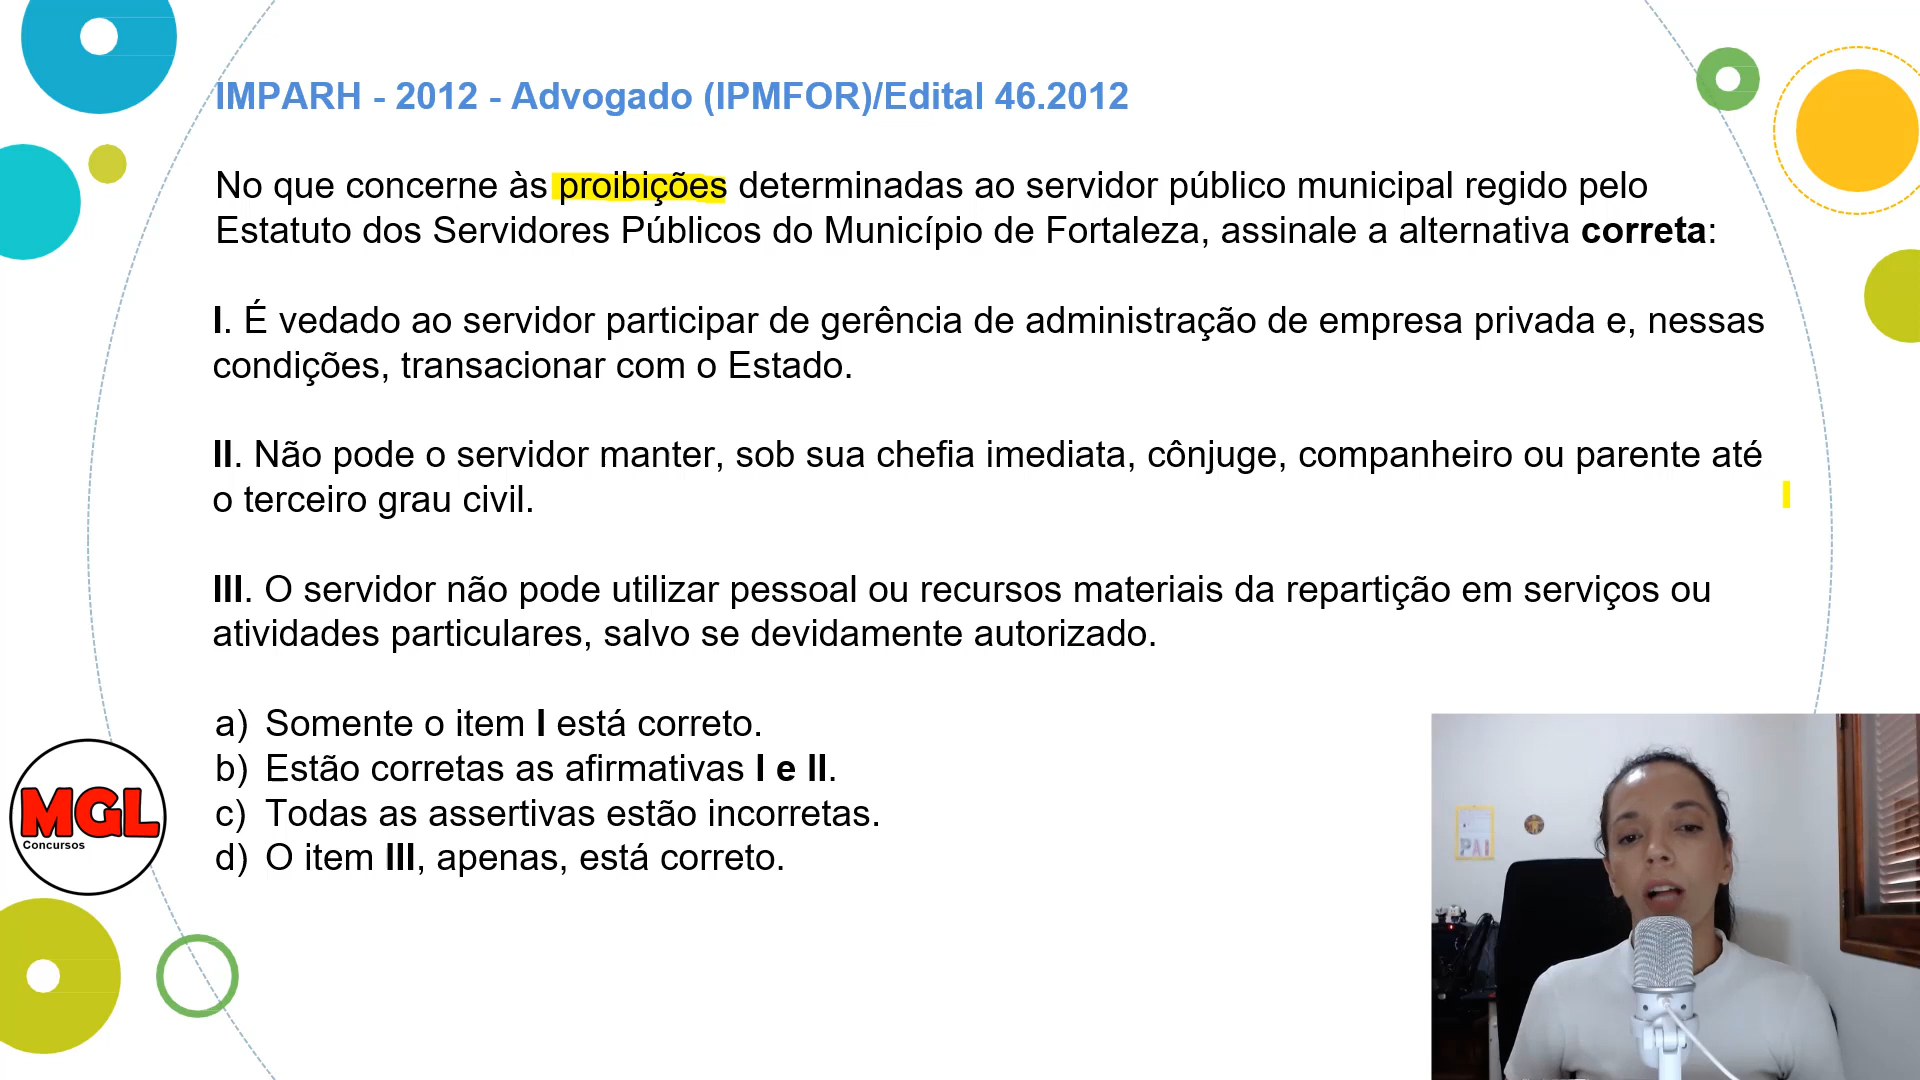 IMPARH - 2012 - Advogado (IPMFOR)/Edital 46.2012
No que concerne às proibições determinadas ao servidor público municipal regido pelo
Estatuto dos Servidores Públicos do Município de Fortaleza, assinale a alternativa correta:
I. É vedado ao servidor participar de gerência de administração de empresa privada e, nessas
condições, transacionar com o Estado.
II. Não pode o servidor manter, sob sua chefia imediata, cônjuge, companheiro ou parente até
o terceiro grau civil.
III. O servidor não pode utilizar pessoal ou recursos materiais da repartição em serviços ou
atividades particulares, salvo se devidamente autorizado.
a) Somente o item I está correto.
b) Estão corretas as afirmativas I e II.
c) Todas as assertivas estão incorretas.
d) O item III, apenas, está correto.
MGL
Concursos
PAI